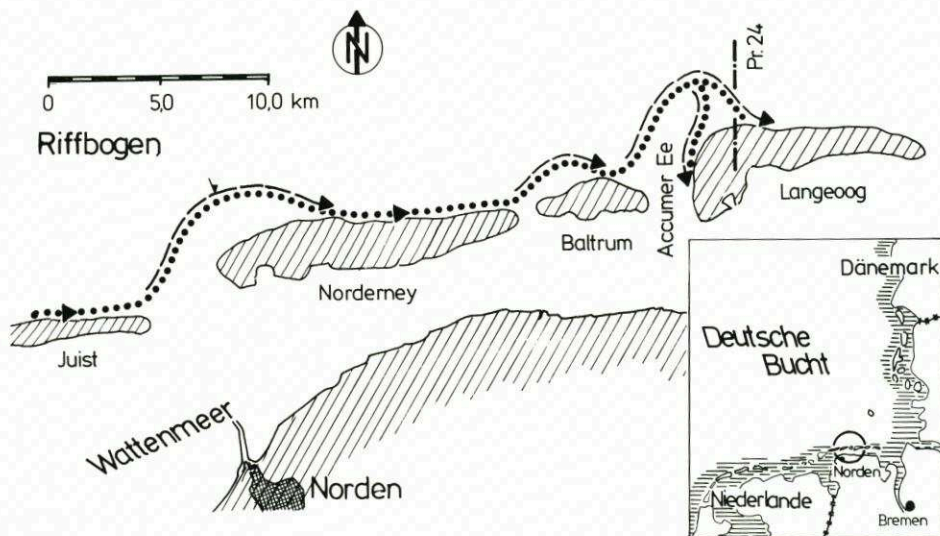 N
0 5,0 10,0 km
Riffbogen
Pr. 24
Accumer Ee
Langeoog
Baltrum
Norderney
Juist
Wattenmeer
Norden
Dänemark
Deutsche
Bucht
Norden
Niederlande
Bremen